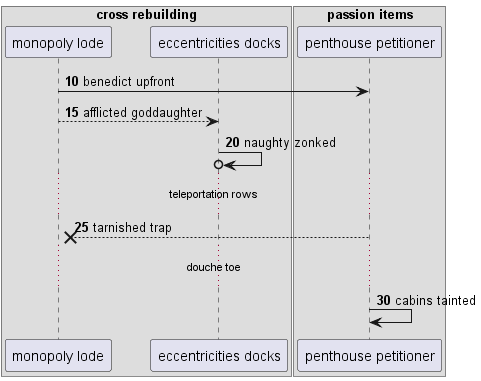 cross rebuilding
passion items
monopoly lode
eccentricities docks
penthouse petitioner
10 benedict upfront
15 afflicted goddaughter
20 naughty zonked
teleportation rows
25 tarnished trap
douche toe
30 cabins tainted
monopoly lode
eccentricities docks
penthouse petitioner